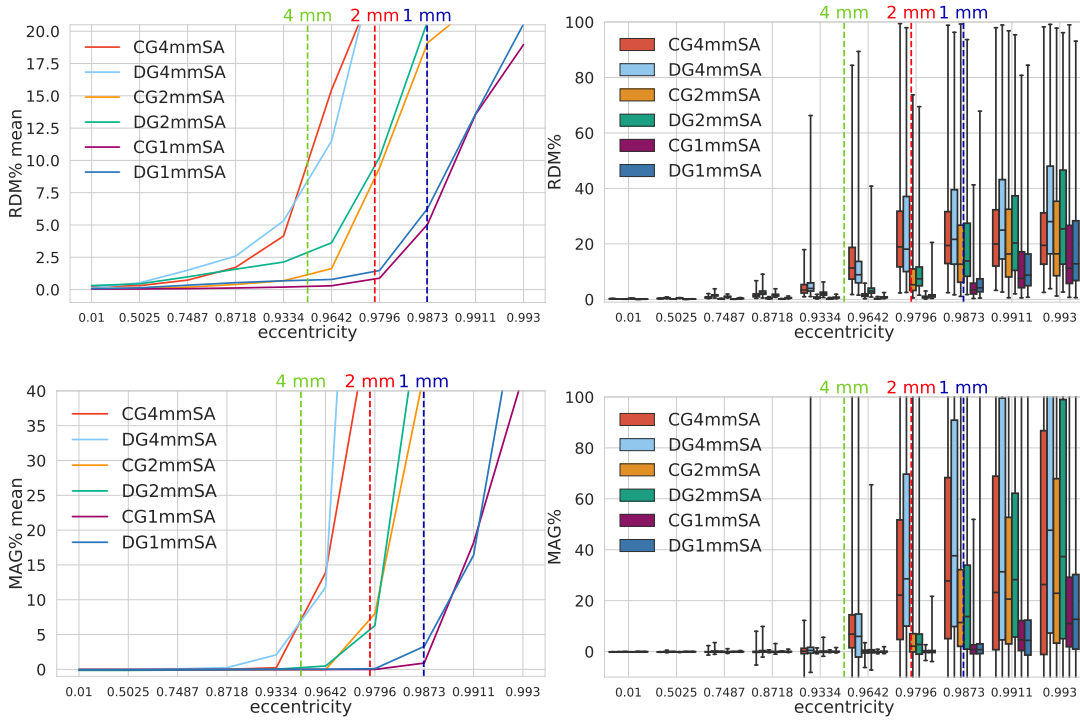 4 mm 2 mm 1 mm
20.0
17.5
15.0
12.5
10.0
7.5
5.0
2.5
0.0
RDM% mean
CG4mmSA
DG4mmSA
CG2mmSA
DG2mmSA
CG1mmSA
DG1mmSA
0.01 0.5025 0.7487 0.8718 0.9334 0.9642 0.9796 0.9873 0.9911 0.993
eccentricity
4 mm 2 mm 1 mm
100
80
60
40
20
0
RDM%
CG4mmSA
DG4mmSA
CG2mmSA
DG2mmSA
CG1mmSA
DG1mmSA
0.01 0.5025 0.7487 0.8718 0.9334 0.9642 0.9796 0.9873 0.9911 0.993
eccentricity
4 mm 2 mm 1 mm
40
35
30
25
20
15
10
5
0
MAG% mean
CG4mmSA
DG4mmSA
CG2mmSA
DG2mmSA
CG1mmSA
DG1mmSA
0.01 0.5025 0.7487 0.8718 0.9334 0.9642 0.9796 0.9873 0.9911 0.993
eccentricity
4 mm 2 mm 1 mm
100
80
60
40
20
0
MAG%
CG4mmSA
DG4mmSA
CG2mmSA
DG2mmSA
CG1mmSA
DG1mmSA
0.01 0.5025 0.7487 0.8718 0.9334 0.9642 0.9796 0.9873 0.9911 0.993
eccentricity